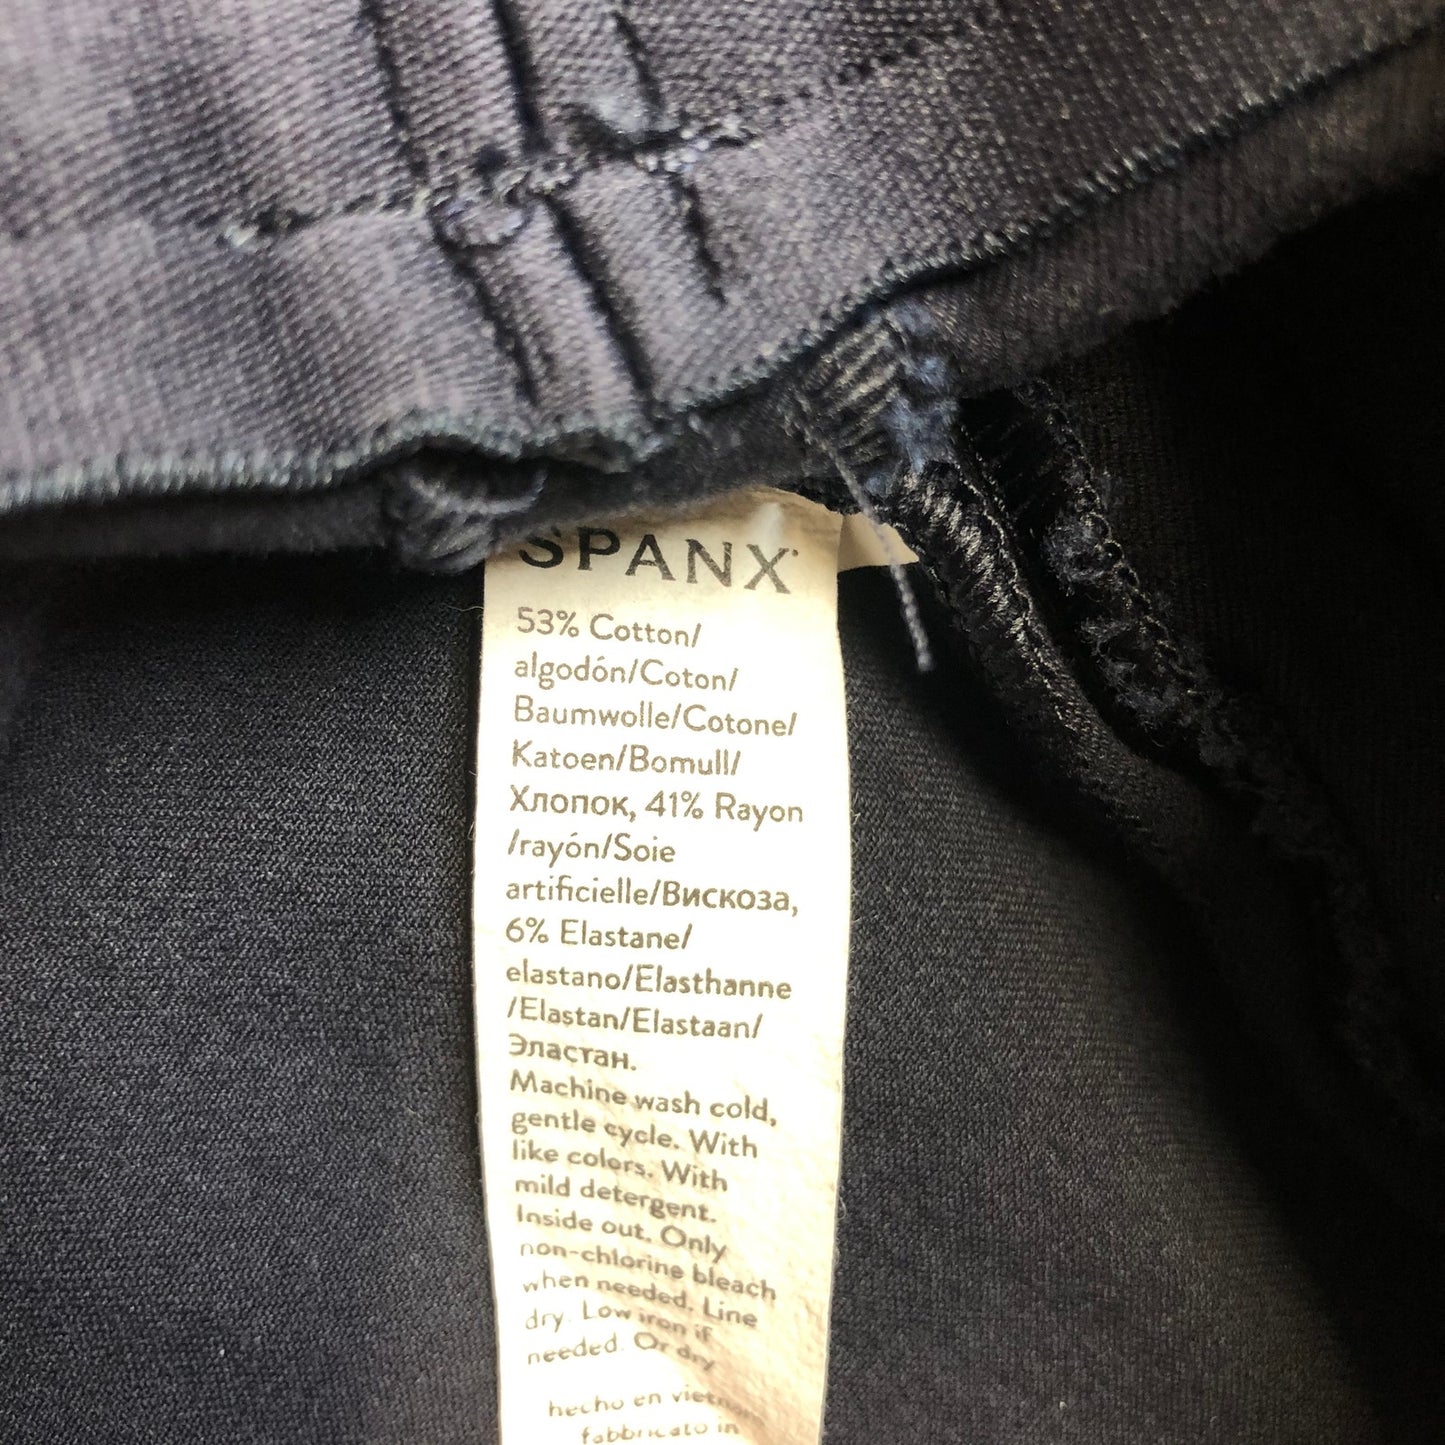 SPANX
53% Cotton/
algodón/Coton/
Baumwolle/Cotone/
Katoen/Bomull/
Хлопок, 41% Rayon
/rayón/Soie
artificielle/Вискоза,
6% Elastane/
elastano/Elasthanne
/Elastan/Elastaan/
Эластан.
Machine wash cold,
gentle cycle. With
like colors. With
mild detergent.
Inside out. Only
non-chlorine bleach
when needed. Line
dry. Low iron if
needed. Or dry
hecho en
fabbricato in